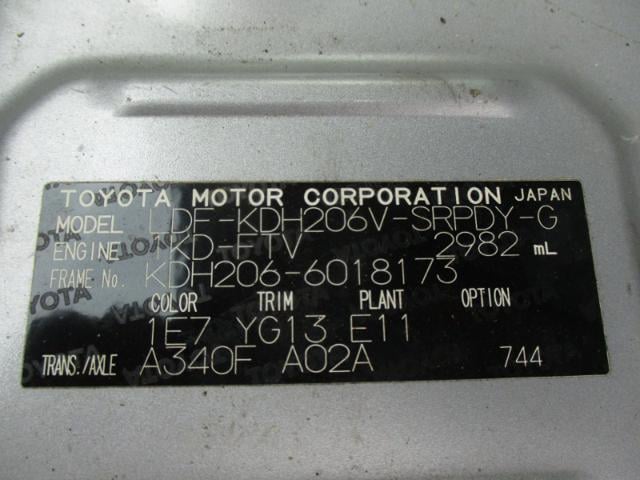 TOYOTA MOTOR CORPORATION JAPAN
MODEL LDF-KDH206V-SRPDY-G
ENGINE 1KD-FTV 2982 mL
FRAME No. KDH206-6018173
COLOR TRIM PLANT OPTION
1E7 YG13 E11
TRANS./AXLE A340F A02A 744